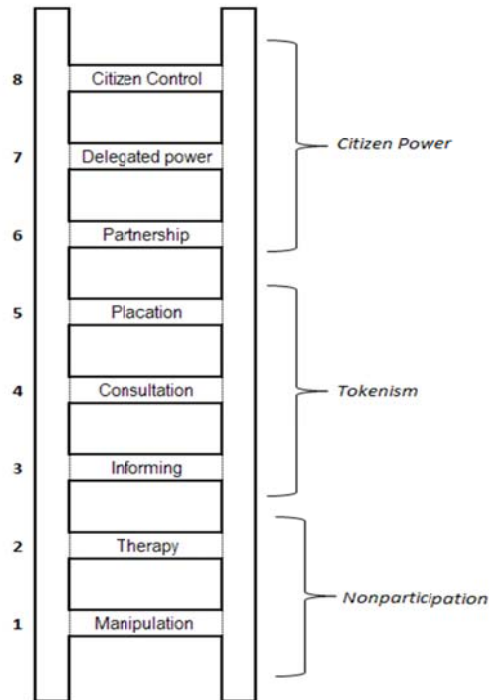 8 Citizen Control
Citizen Power
7 Delegated power
6 Partnership
5 Placation
4 Consultation
Tokenism
3 Informing
2 Therapy
Nonparticipation
1 Manipulation